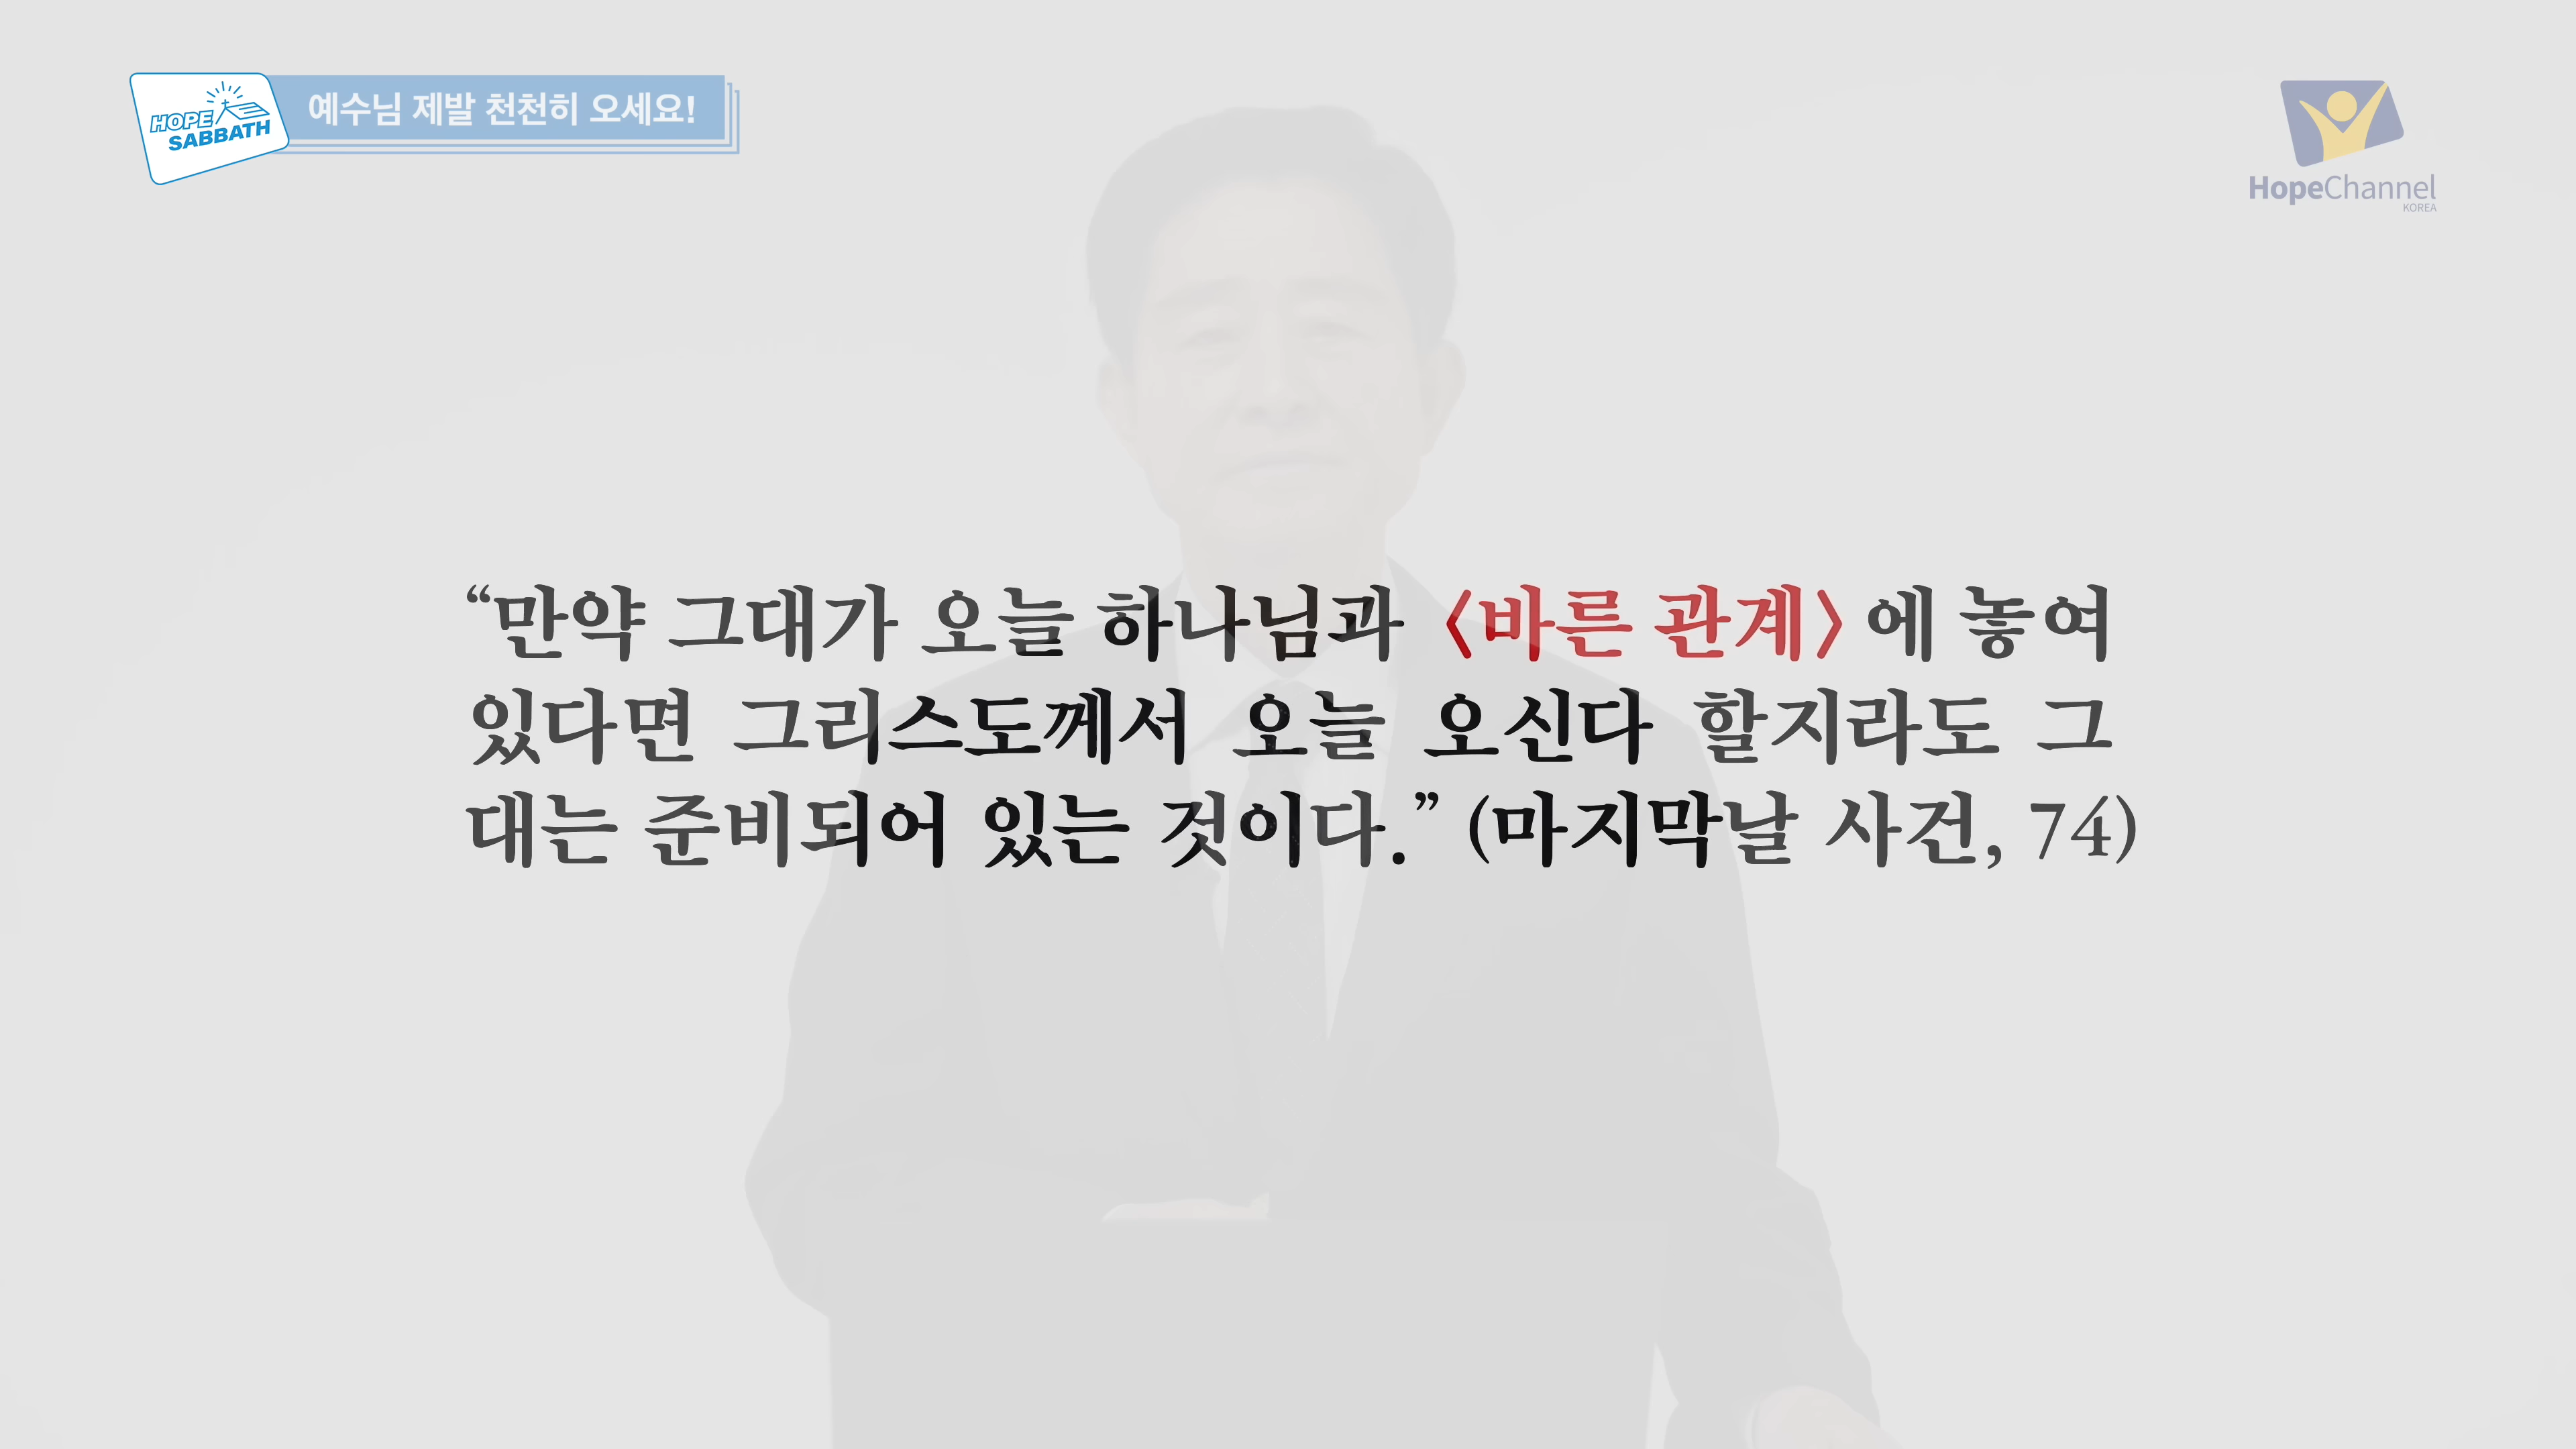 HOPE
SABBATH
예수님 제발 천천히 오세요!
HopeChannel
KOREA
“만약 그대가 오늘 하나님과 〈바른 관계〉에 놓여
있다면 그리스도께서 오늘 오신다 할지라도 그
대는 준비되어 있는 것이다.” (마지막날 사건, 74)